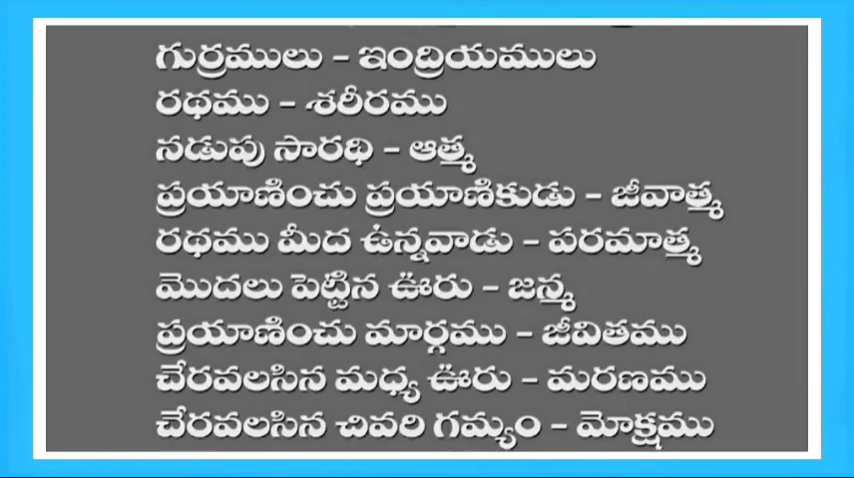 గుర్రములు - ఇంద్రియములు
రథము - శరీరము
నడుపు సారథి - ఆత్మ
ప్రయాణించు ప్రయాణికుడు - జీవాత్మ
రథము మీద ఉన్నవాడు - పరమాత్మ
మొదలు పెట్టిన ఊరు - జన్మ
ప్రయాణించు మార్గము - జీవితము
చేరవలసిన మధ్య ఊరు - మరణము
చేరవలసిన చివరి గమ్యం - మోక్షము